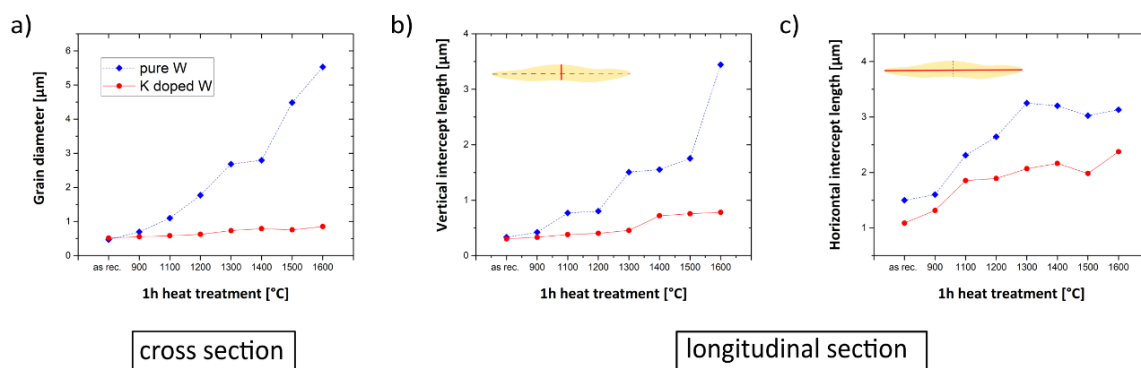 a)
Grain diameter [µm]
6
5
4
3
2
1
0
pure W
K doped W
as rec. 900 1100 1200 1300 1400 1500 1600
1h heat treatment [°C]
b)
Vertical intercept length [µm]
4
3
2
1
0
as rec. 900 1100 1200 1300 1400 1500 1600
1h heat treatment [°C]
c)
Horizontal intercept length [µm]
4
3
2
1
as rec. 900 1100 1200 1300 1400 1500 1600
1h heat treatment [°C]
cross section
longitudinal section